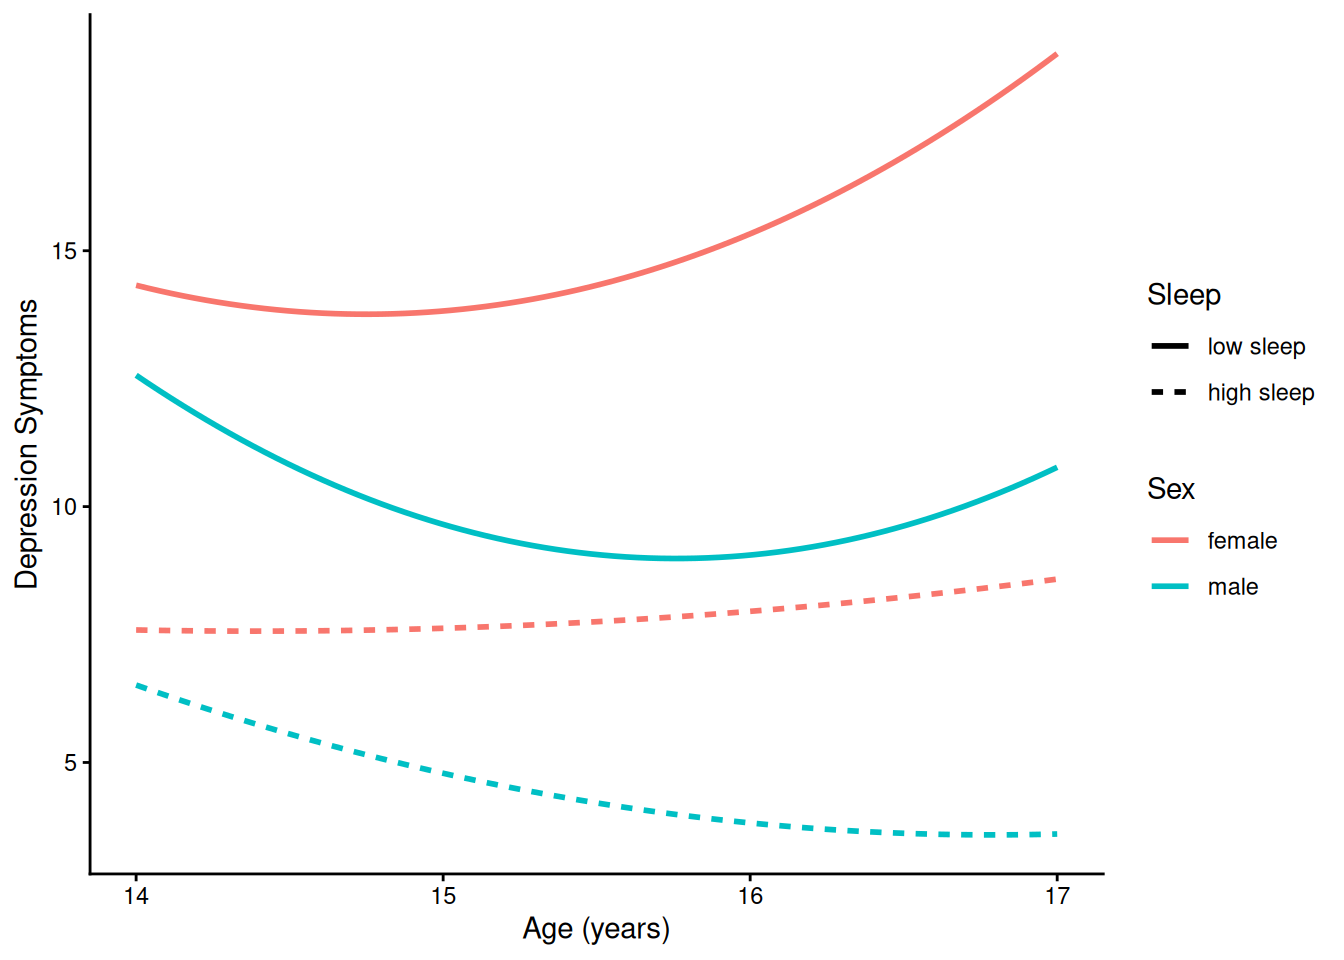 Depression Symptoms
15
10
5
14
15
16
17
Age (years)
Sleep
low sleep
high sleep
Sex
female
male